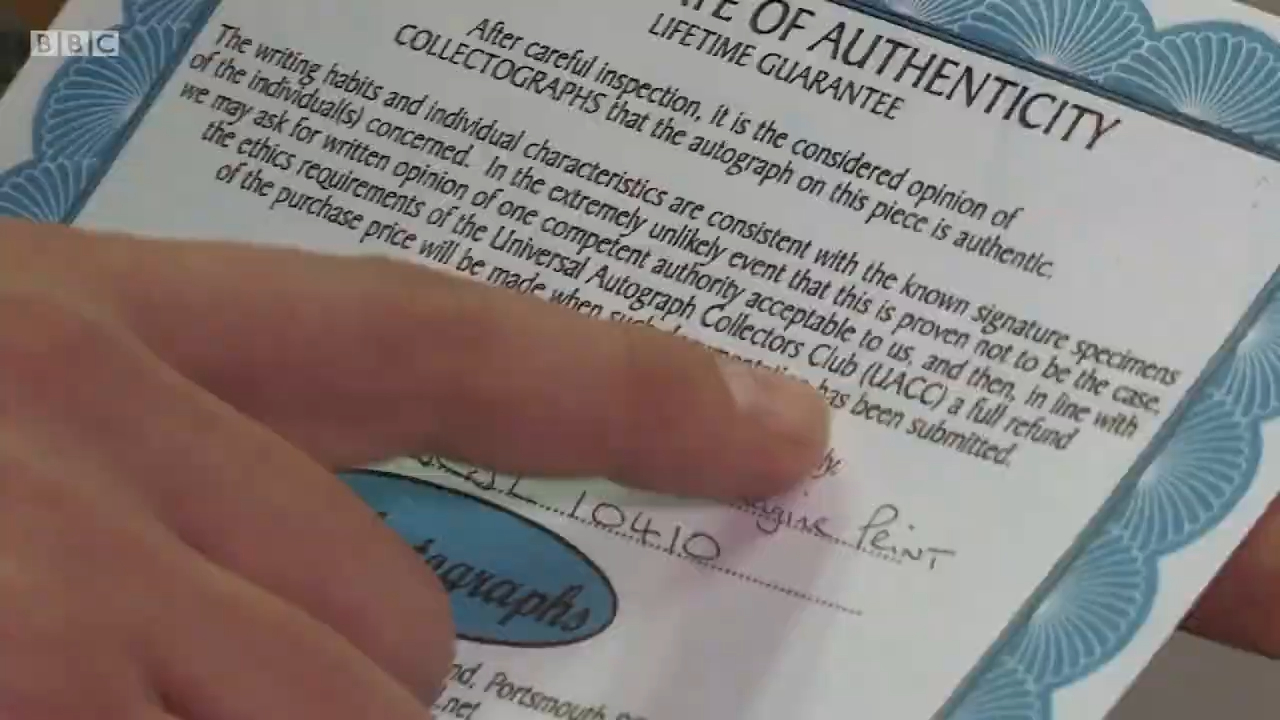 BBC
TE OF AUTHENTICITY
LIFETIME GUARANTEE
After careful inspection, it is the considered opinion of
COLLECTOGRAPHS that the autograph on this piece is authentic.
The writing habits and individual characteristics are consistent with the known signature specimens
of the individual(s) concerned. In the extremely unlikely event that this is proven not to be the case,
we may ask for written opinion of one competent authority acceptable to us, and then, in line with
the ethics requirements of the Universal Autograph Collectors Club (UACC) a full refund
of the purchase price will be made when such has been submitted.
ly:
Print
10410
tographs
nd. Portsmouth
.net